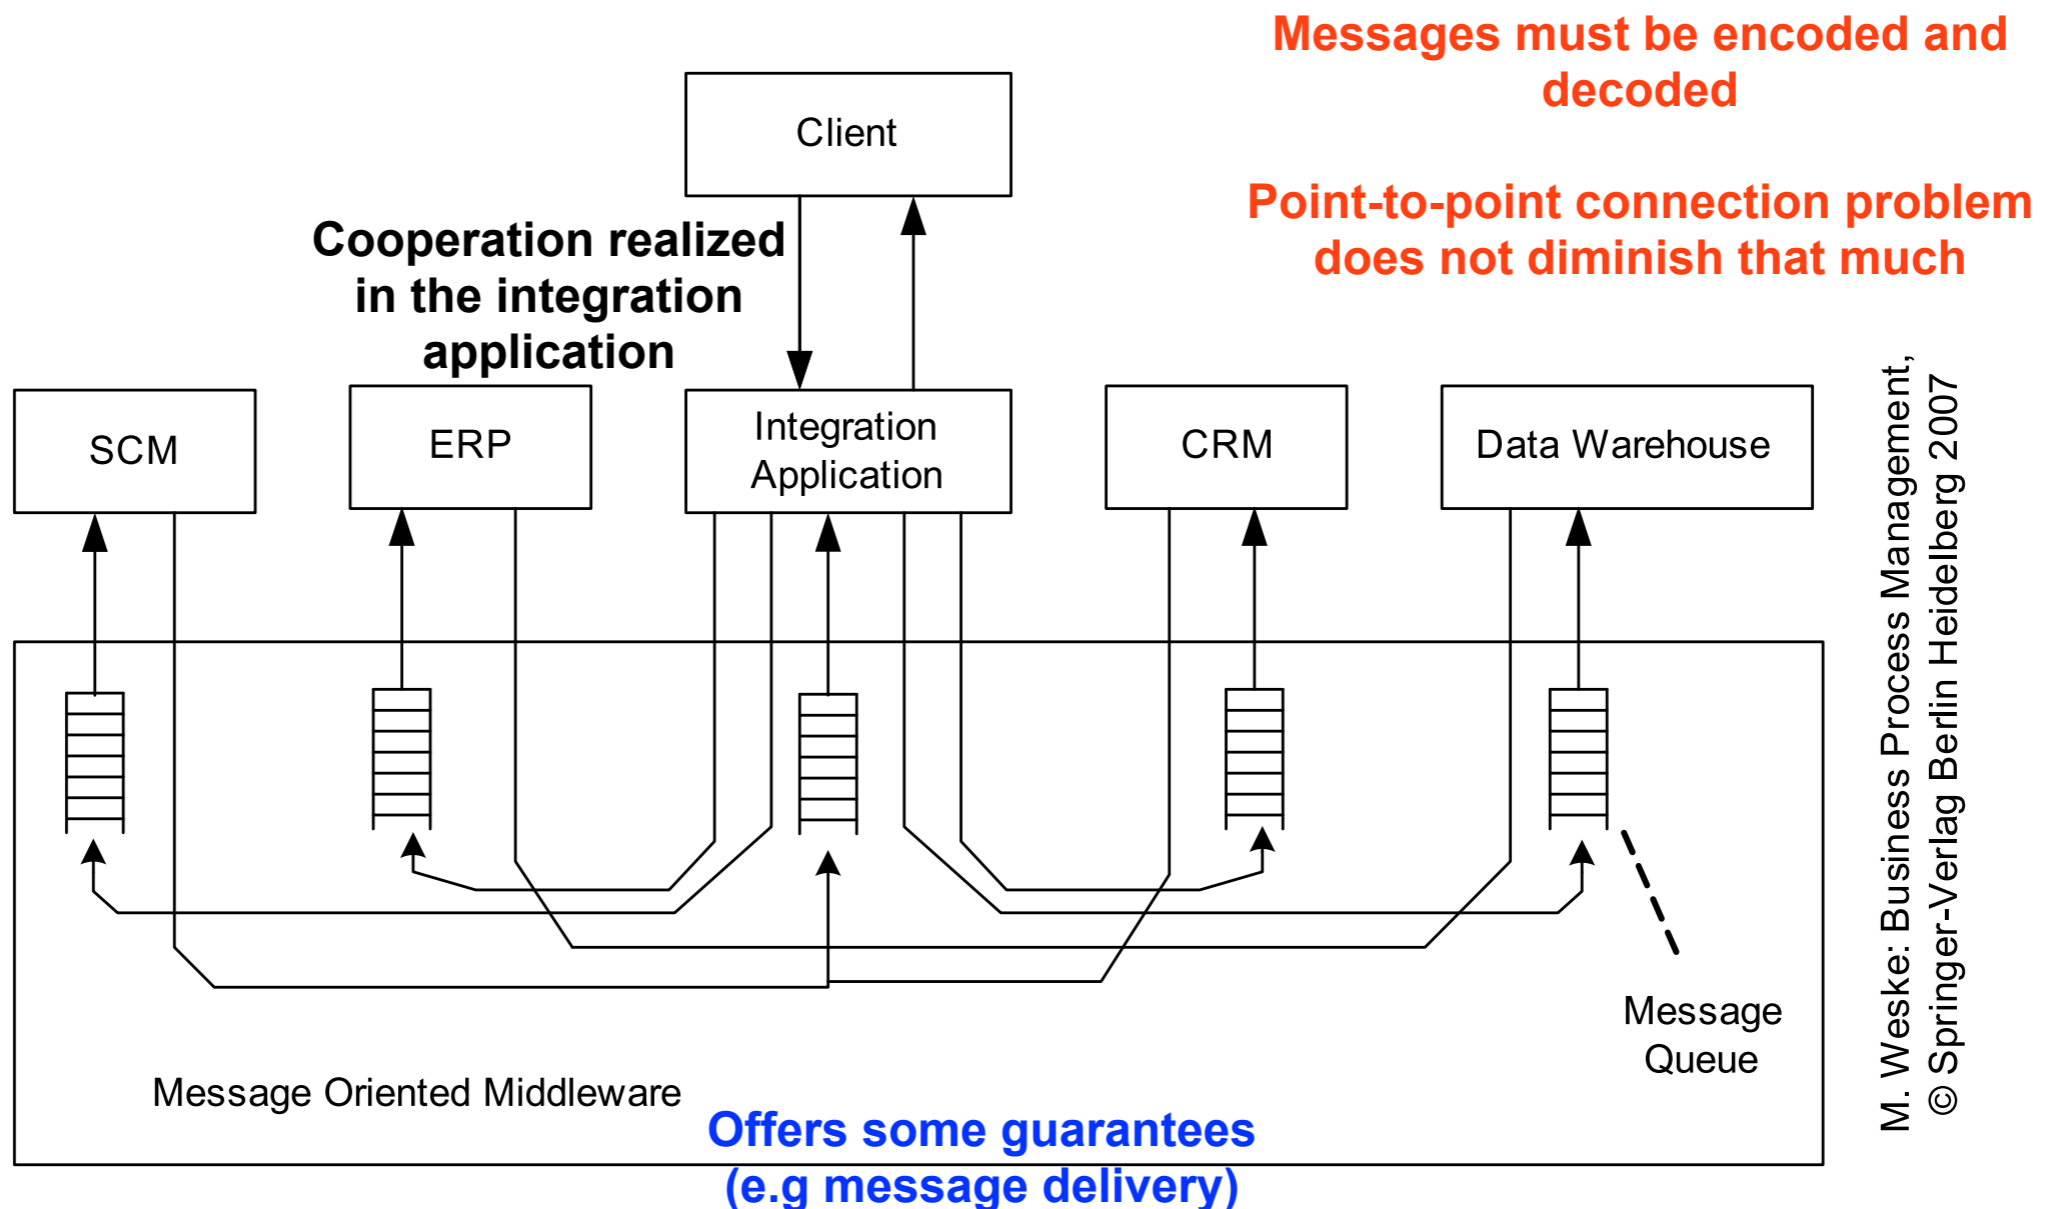 Messages must be encoded and
decoded
Client
Point-to-point connection problem
does not diminish that much
Cooperation realized
in the integration
application
SCM
ERP
Integration
Application
CRM
Data Warehouse
Message
Queue
Message Oriented Middleware
Offers some guarantees
(e.g message delivery)
M. Weske: Business Process Management,
© Springer-Verlag Berlin Heidelberg 2007